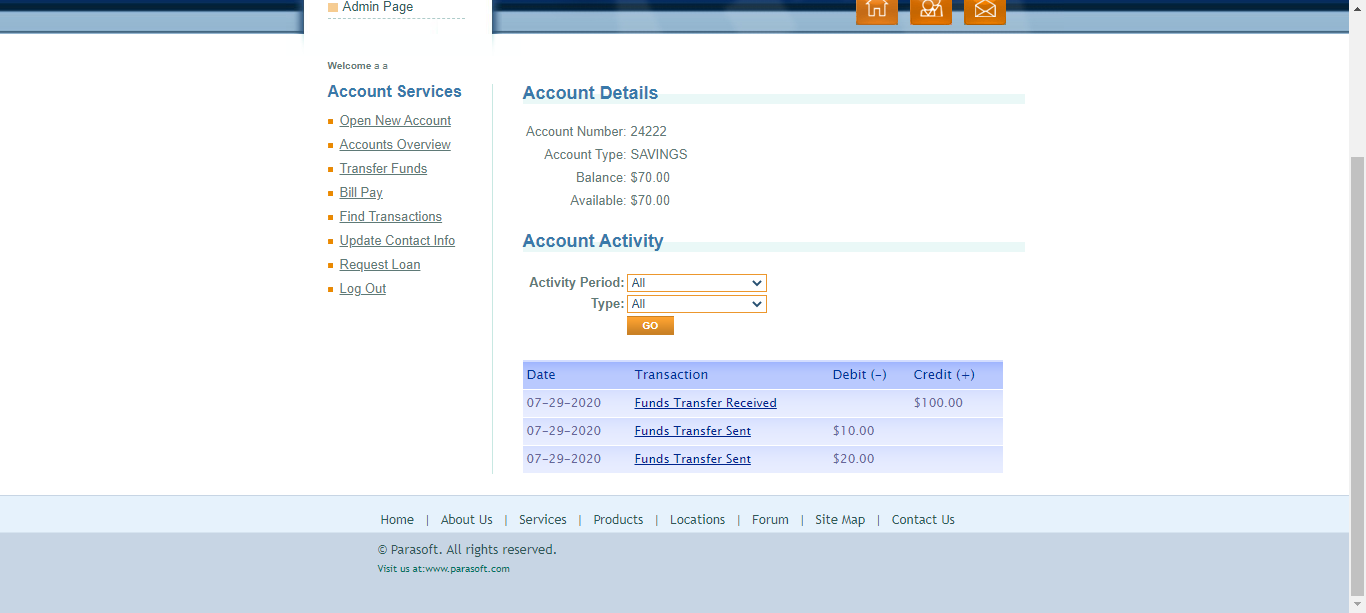 Admin Page
Welcome a a
Account Services
Open New Account
Accounts Overview
Transfer Funds
Bill Pay
Find Transactions
Update Contact Info
Request Loan
Log Out
Account Details
Account Number: 24222
Account Type: SAVINGS
Balance: $70.00
Available: $70.00
Account Activity
Activity Period: All
Type: All
GO
Date Transaction Debit (-) Credit (+)
07-29-2020 Funds Transfer Received $100.00
07-29-2020 Funds Transfer Sent $10.00
07-29-2020 Funds Transfer Sent $20.00
Home | About Us | Services | Products | Locations | Forum | Site Map | Contact Us
© Parasoft. All rights reserved.
Visit us at:www.parasoft.com